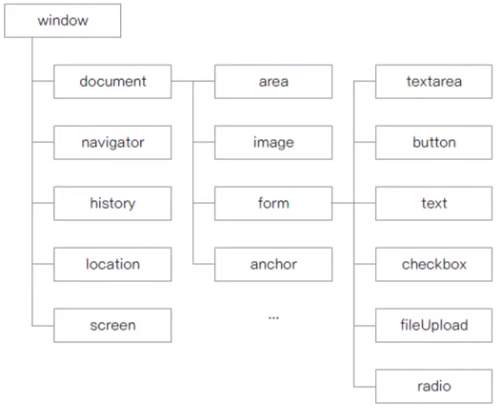 window
document
area
textarea
navigator
image
button
history
form
text
location
anchor
checkbox
screen
...
fileUpload
radio